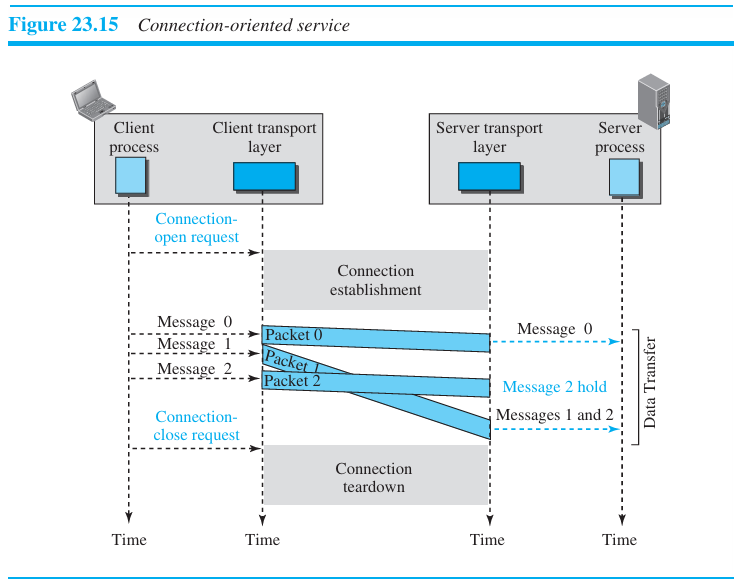 Figure 23.15 Connection-oriented service
Client process
Client transport layer
Server transport layer
Server process
Connection-
open request
Connection
establishment
Message 0
Packet 0
Message 0
Message 1
Packet 1
Message 2
Packet 2
Message 2 hold
Messages 1 and 2
Data Transfer
Connection-
close request
Connection
teardown
Time
Time
Time
Time